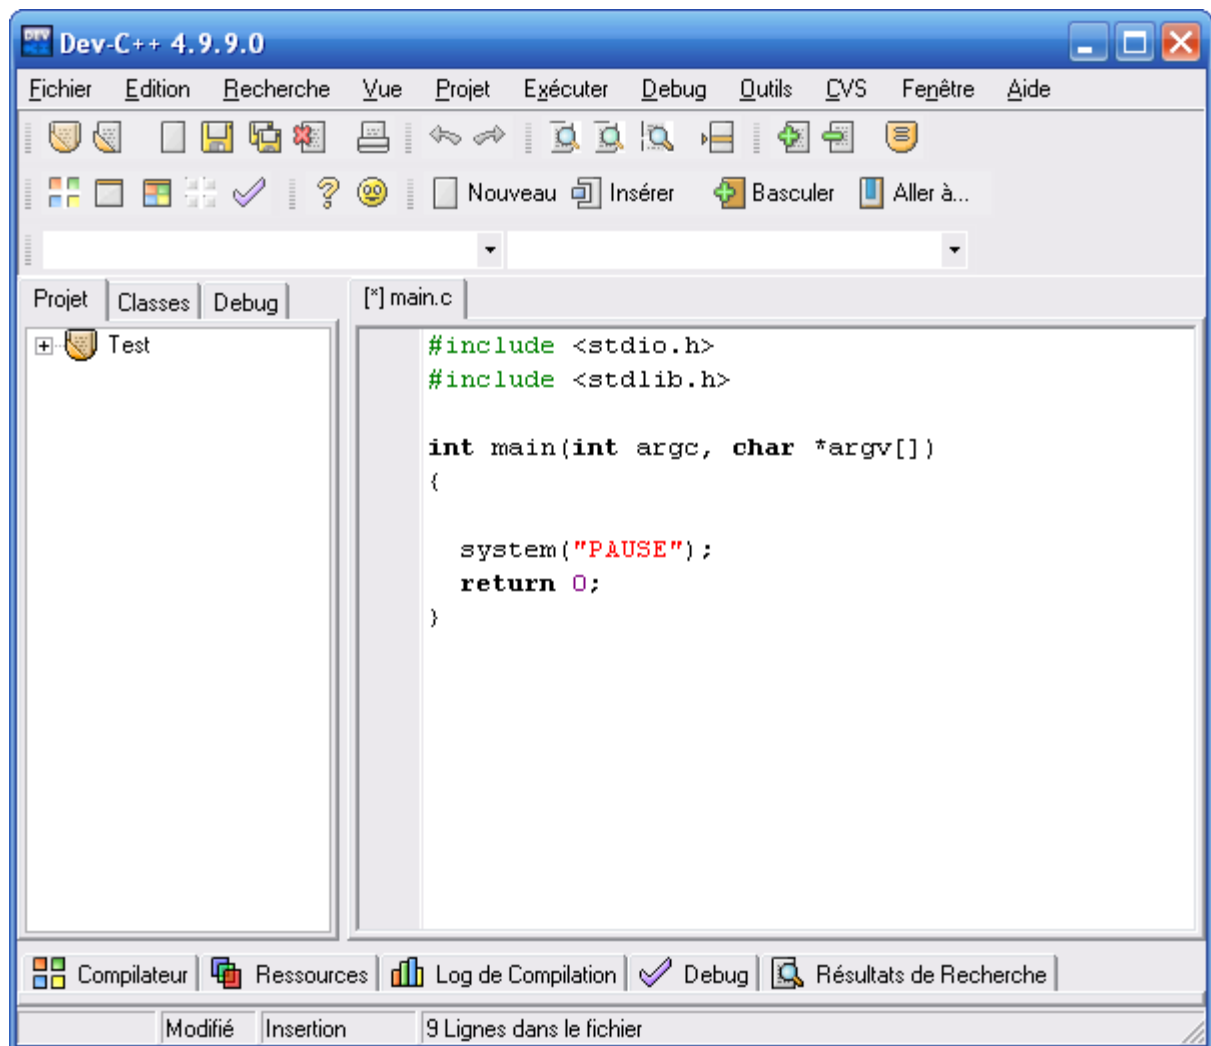 DEV Dev-C++ 4.9.9.0
Fichier Edition Recherche Vue Projet Exécuter Debug Outils CVS Fenêtre Aide
Nouveau Insérer Basculer Aller à...
Projet Classes Debug [*] main.c
Test
#include <stdio.h>
#include <stdlib.h>
int main(int argc, char *argv[])
{
system("PAUSE");
return 0;
}
Compilateur Ressources Log de Compilation Debug Résultats de Recherche
Modifié Insertion 9 Lignes dans le fichier